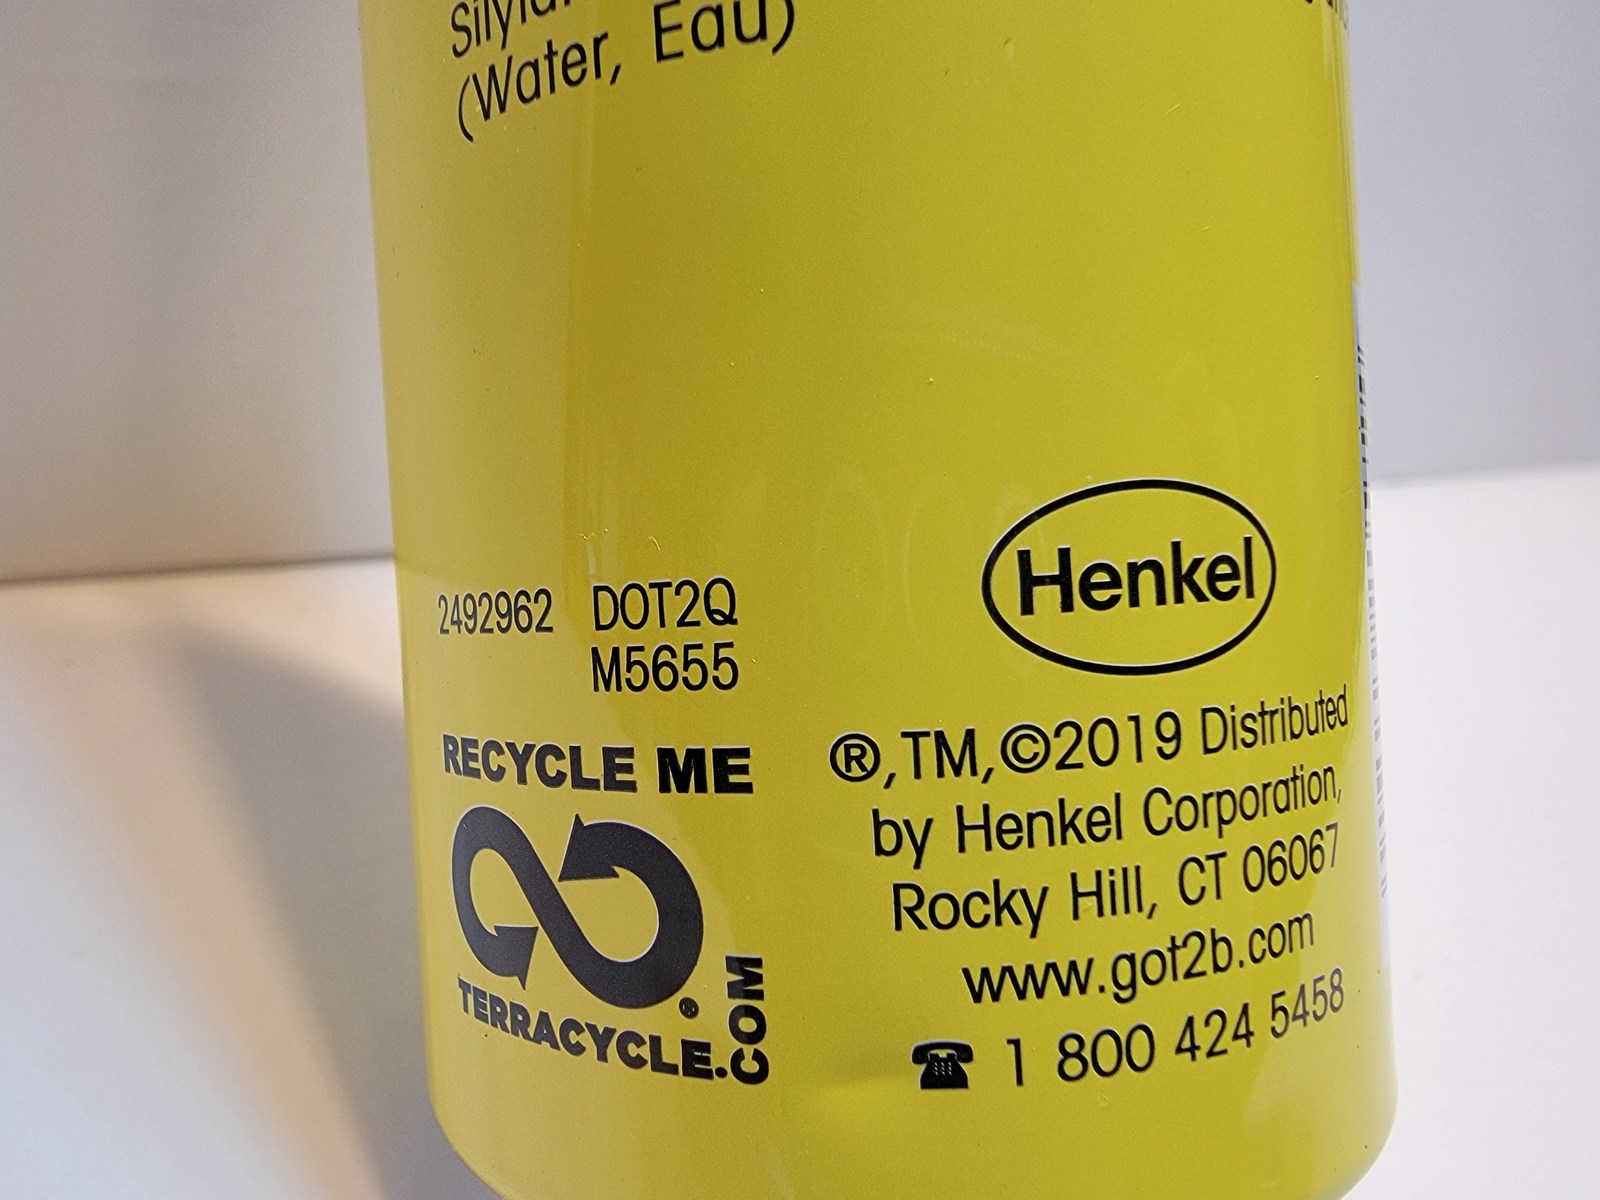 (Water, Eau)
Henkel
2492962 DOT2Q
M5655
RECYCLE ME
®
TERRACYCLE.COM
®,TM,©2019 Distributed
by Henkel Corporation,
Rocky Hill, CT 06067
www.got2b.com
1 800 424 5458